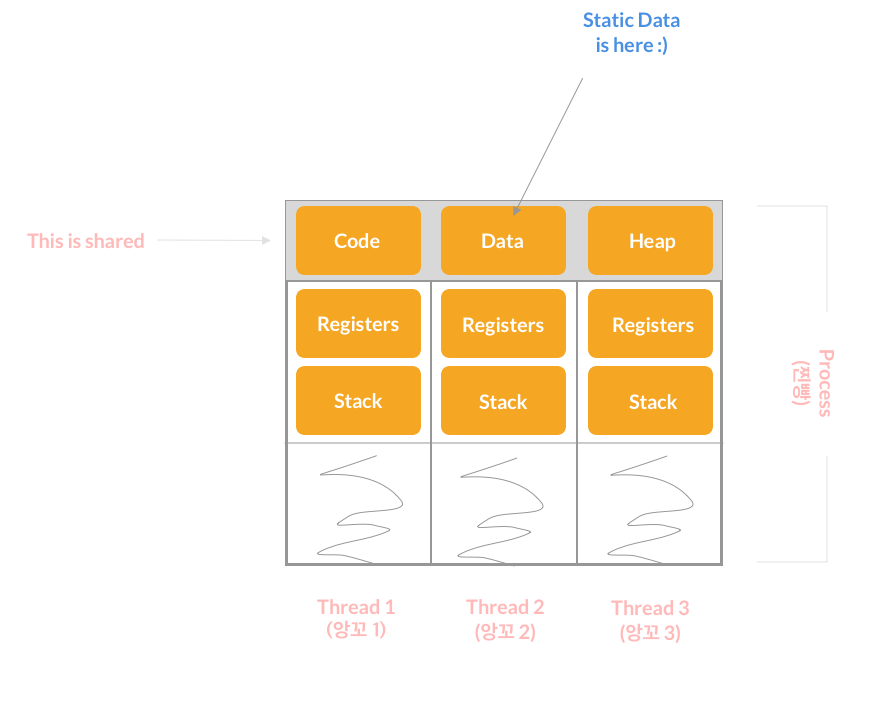 Static Data
is here :)
This is shared
Code
Data
Heap
Registers
Registers
Registers
Stack
Stack
Stack
Process
(찐빵)
Thread 1
(앙꼬 1)
Thread 2
(앙꼬 2)
Thread 3
(앙꼬 3)